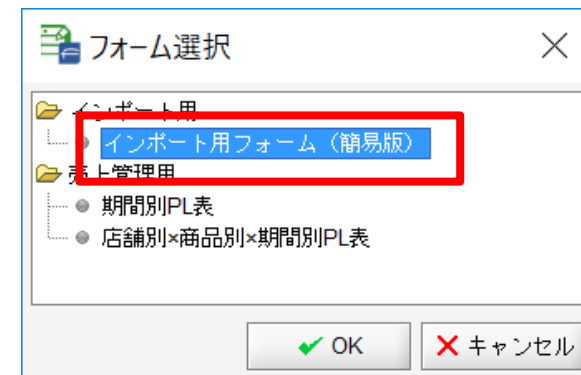 フォーム選択
インポート用
インポート用フォーム（簡易版）
売上管理用
期間別PL表
店舗別×商品別×期間別PL表
OK
キャンセル